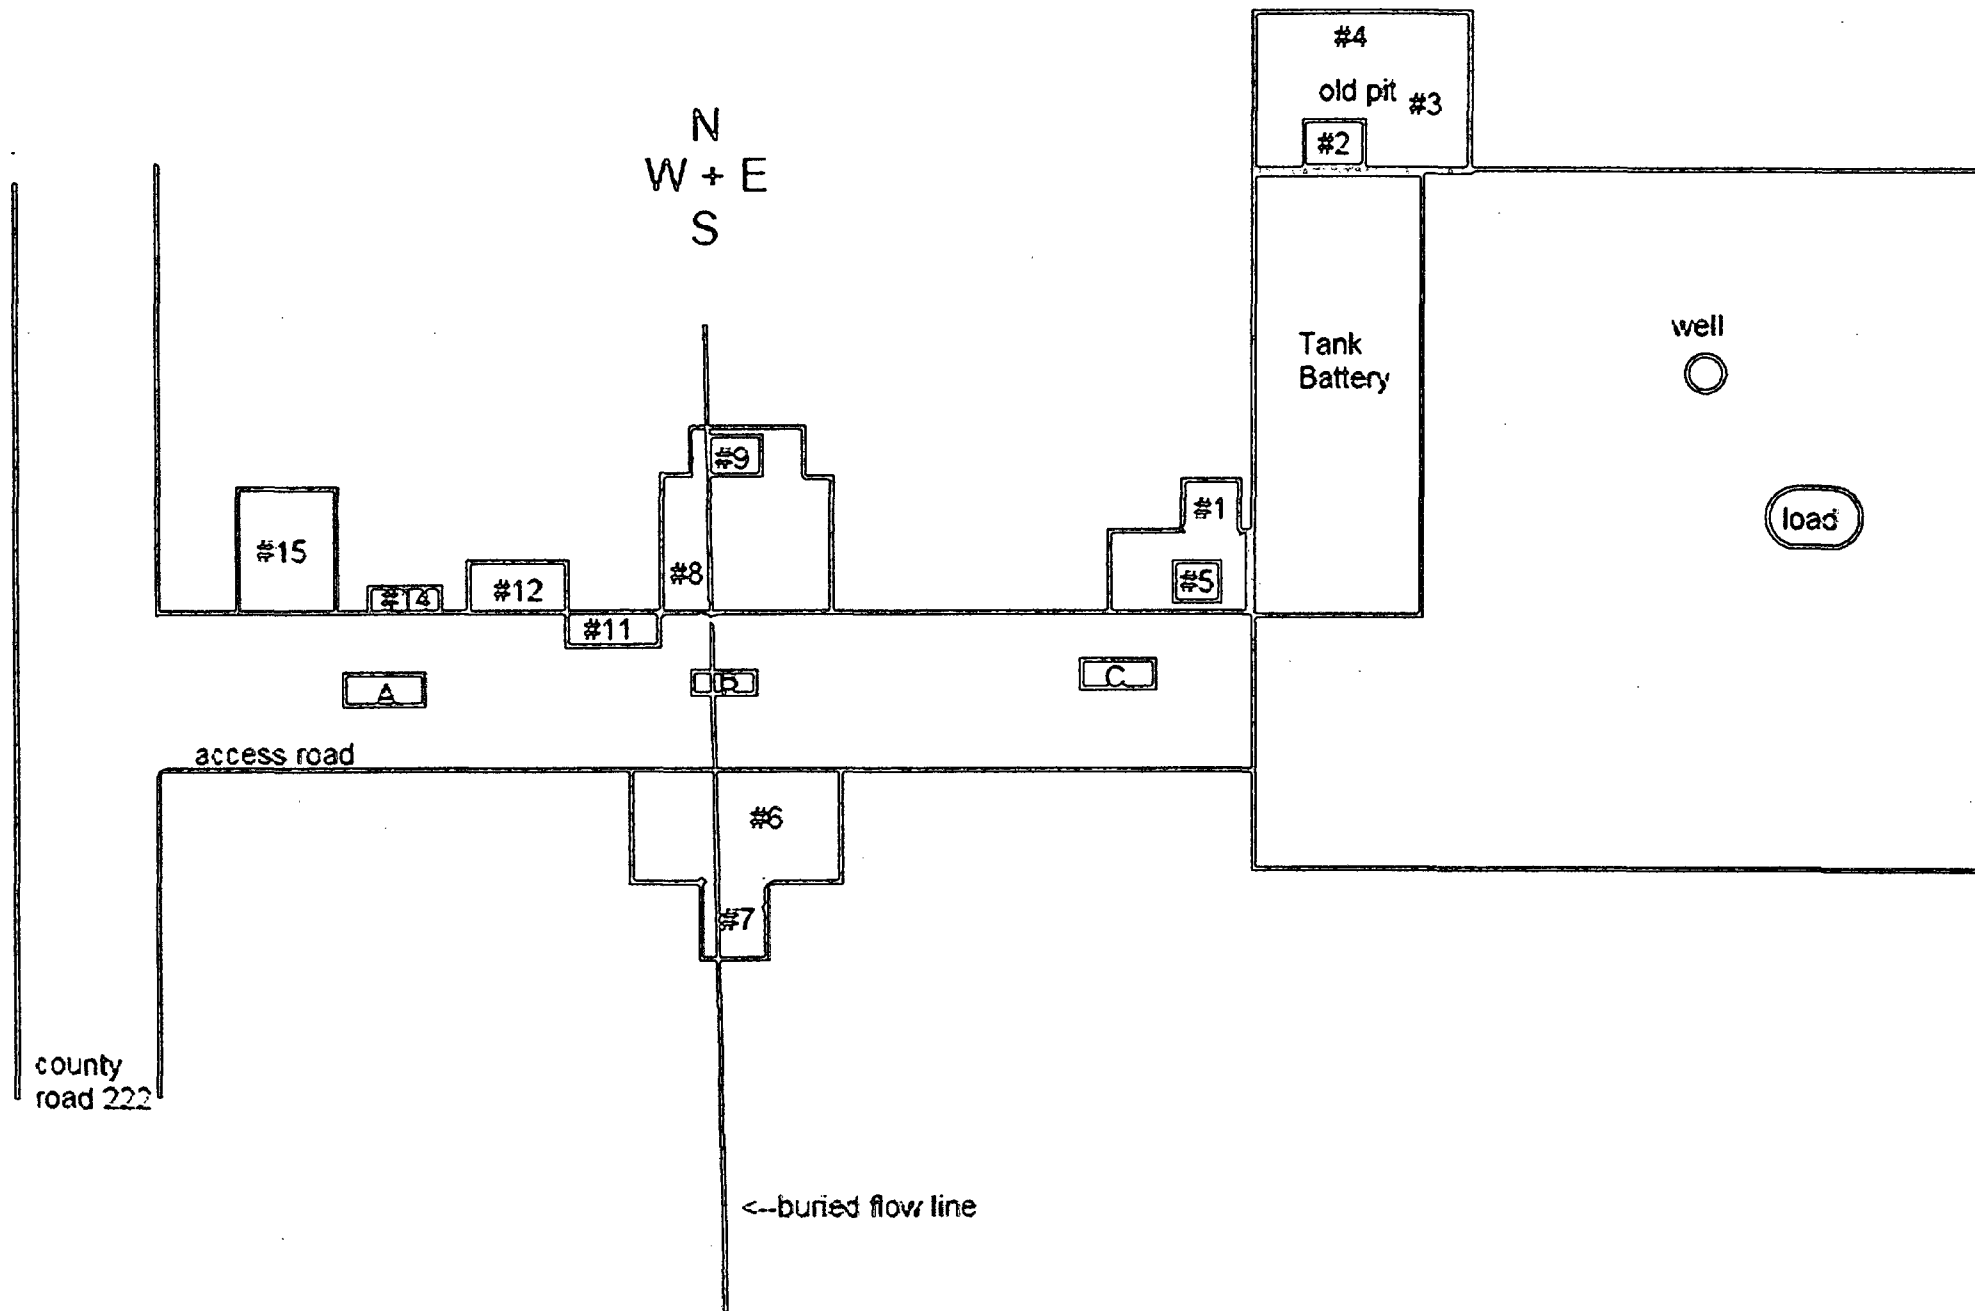 #4
old pit #3
#2
N
W + E
S
well
Tank
Battery
#9
#1
load
#15
#8
#5
#12
#11
A
C
access road
#6
#7
county
road 222
<--buried flow line